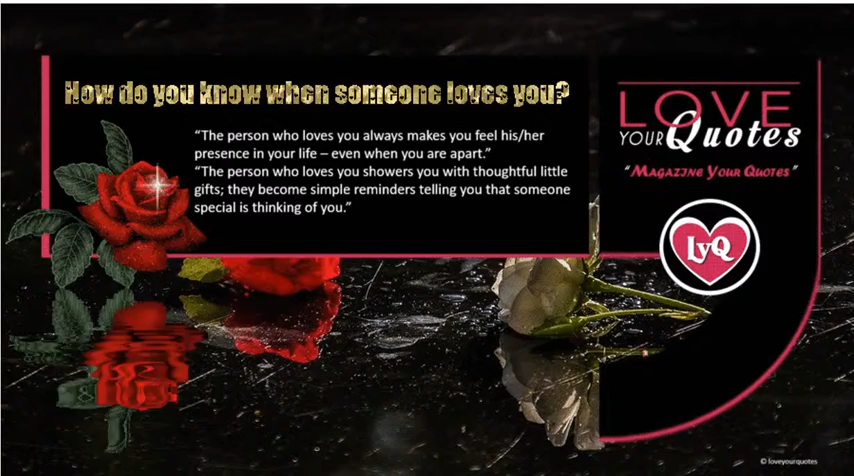 How do you know when someone loves you?
“The person who loves you always makes you feel his/her
presence in your life – even when you are apart.”
“The person who loves you showers you with thoughtful little
gifts; they become simple reminders telling you that someone
special is thinking of you.”
LOVE
YOUR Quotes
“Magazine Your Quotes”
LyQ
© loveyourquotes